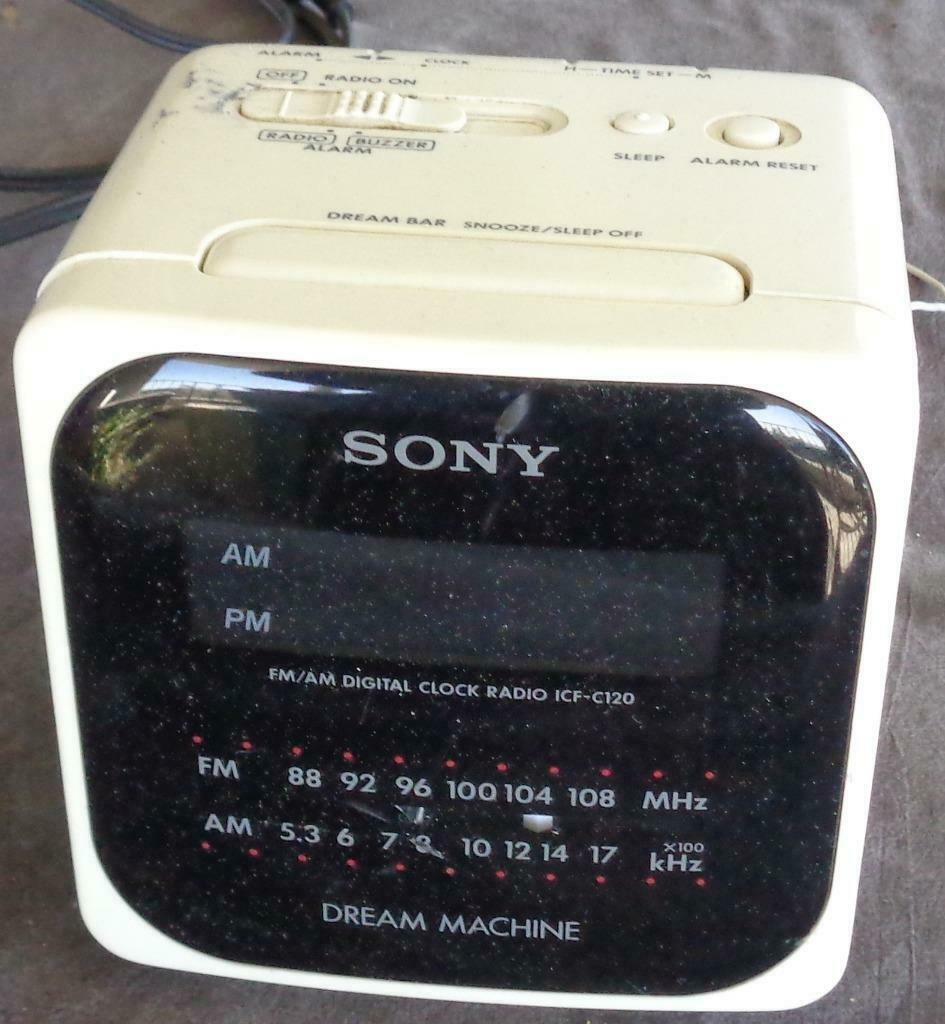 ALARM CLOCK H—TIME SET—M
OFF RADIO ON
RADIO BUZZER
ALARM
SLEEP ALARM RESET
DREAM BAR SNOOZE/SLEEP OFF
SONY
AM
PM
FM/AM DIGITAL CLOCK RADIO ICF-C120
FM 88 92 96 100 104 108 MHz
AM 5.3 6 7 8 10 12 14 17 x100 kHz
DREAM MACHINE